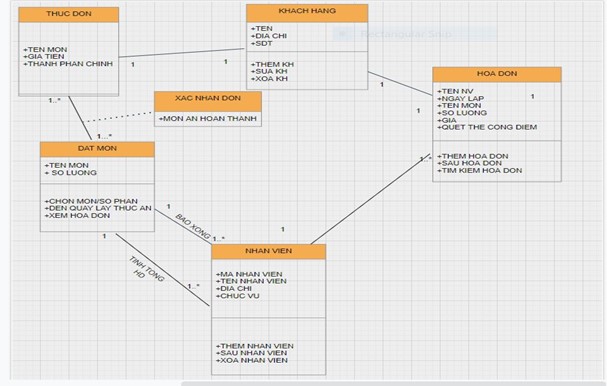 THUC DON
+TEN MON
+GIA TIEN
+THANH PHAN CHINH
KHACH HANG
+TEN
+DIA CHI
+SDT
+THEM KH
+SUA KH
+XOA KH
Rectangular Snip
HOA DON
+TEN NV
+NGAY LAP
+TEN MON
+SO LUONG
+GIA
+QUET THE CONG DIEM
+THEM HOA DON
+SAU HOA DON
+TIM KIEM HOA DON
1
1
1
1
1
XAC NHAN DON
+MON AN HOAN THANH
1..*
1...*
DAT MON
+TEN MON
+ SO LUONG
+CHON MON/SO PHAN
+DEN QUAY LAY THUC AN
+XEM HOA DON
1
BAO XONG
1..*
1
TINH TONG
HD
1..*
1
1..*
NHAN VIEN
+MA NHAN VIEN
+TEN NHAN VIEN
+DIA CHI
+CHUC VU
+THEM NHAN VIEN
+SAU NHAN VIEN
+XOA NHAN VIEN